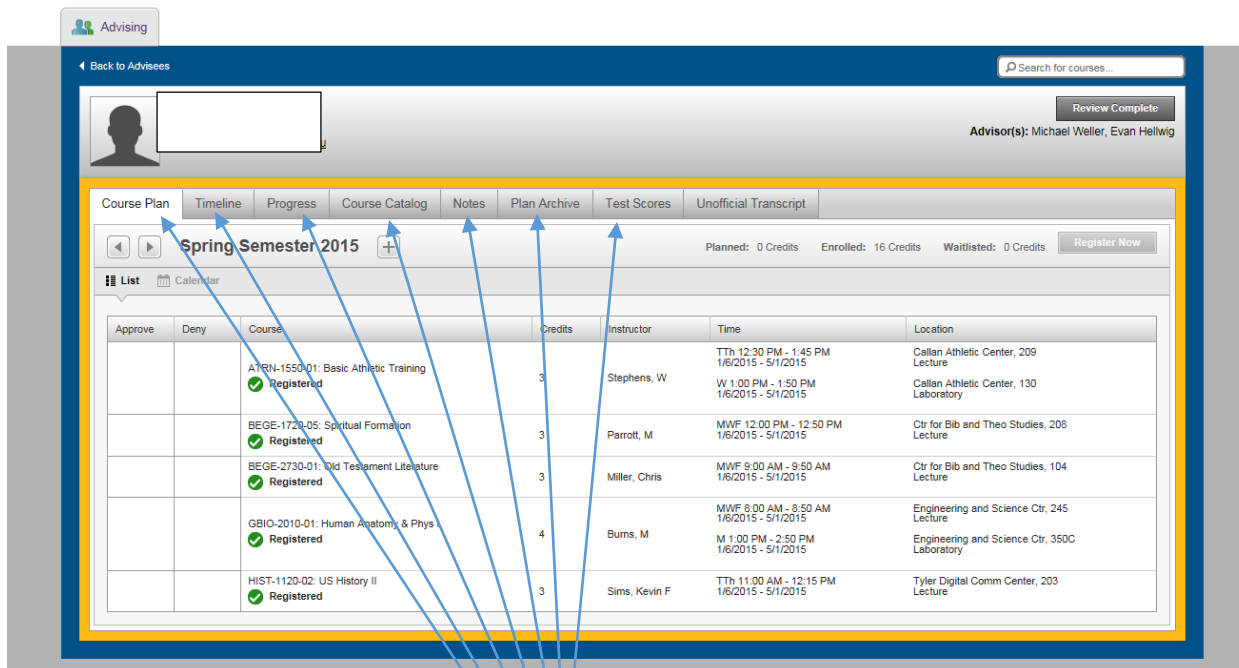 Advising
Back to Advisees
Search for courses...
Review Complete
Advisor(s): Michael Weller, Evan Hellwig
u
Course Plan Timeline Progress Course Catalog Notes Plan Archive Test Scores Unofficial Transcript
Spring Semester 2015 Planned: 0 Credits Enrolled: 16 Credits Waitlisted: 0 Credits Register Now
List Calendar
Approve Deny Course Credits Instructor Time Location
ATRN-1550-01: Basic Athletic Training
Registered
3 Stephens, W
TTh 12:30 PM - 1:45 PM
1/6/2015 - 5/1/2015
W 1:00 PM - 1:50 PM
1/6/2015 - 5/1/2015
Callan Athletic Center, 209
Lecture
Callan Athletic Center, 130
Laboratory
BEGE-1720-05: Spiritual Formation
Registered
3 Parrott, M
MWF 12:00 PM - 12:50 PM
1/6/2015 - 5/1/2015
Ctr for Bib and Theo Studies, 208
Lecture
BEGE-2730-01: Old Testament Literature
Registered
3 Miller, Chris
MWF 9:00 AM - 9:50 AM
1/6/2015 - 5/1/2015
Ctr for Bib and Theo Studies, 104
Lecture
GBIO-2010-01: Human Anatomy & Phys
Registered
4 Burns, M
MWF 8:00 AM - 8:50 AM
1/6/2015 - 5/1/2015
M 1:00 PM - 2:50 PM
1/6/2015 - 5/1/2015
Engineering and Science Ctr, 245
Lecture
Engineering and Science Ctr, 350C
Laboratory
HIST-1120-02: US History II
Registered
3 Sims, Kevin F
TTh 11:00 AM - 12:15 PM
1/6/2015 - 5/1/2015
Tyler Digital Comm Center, 203
Lecture